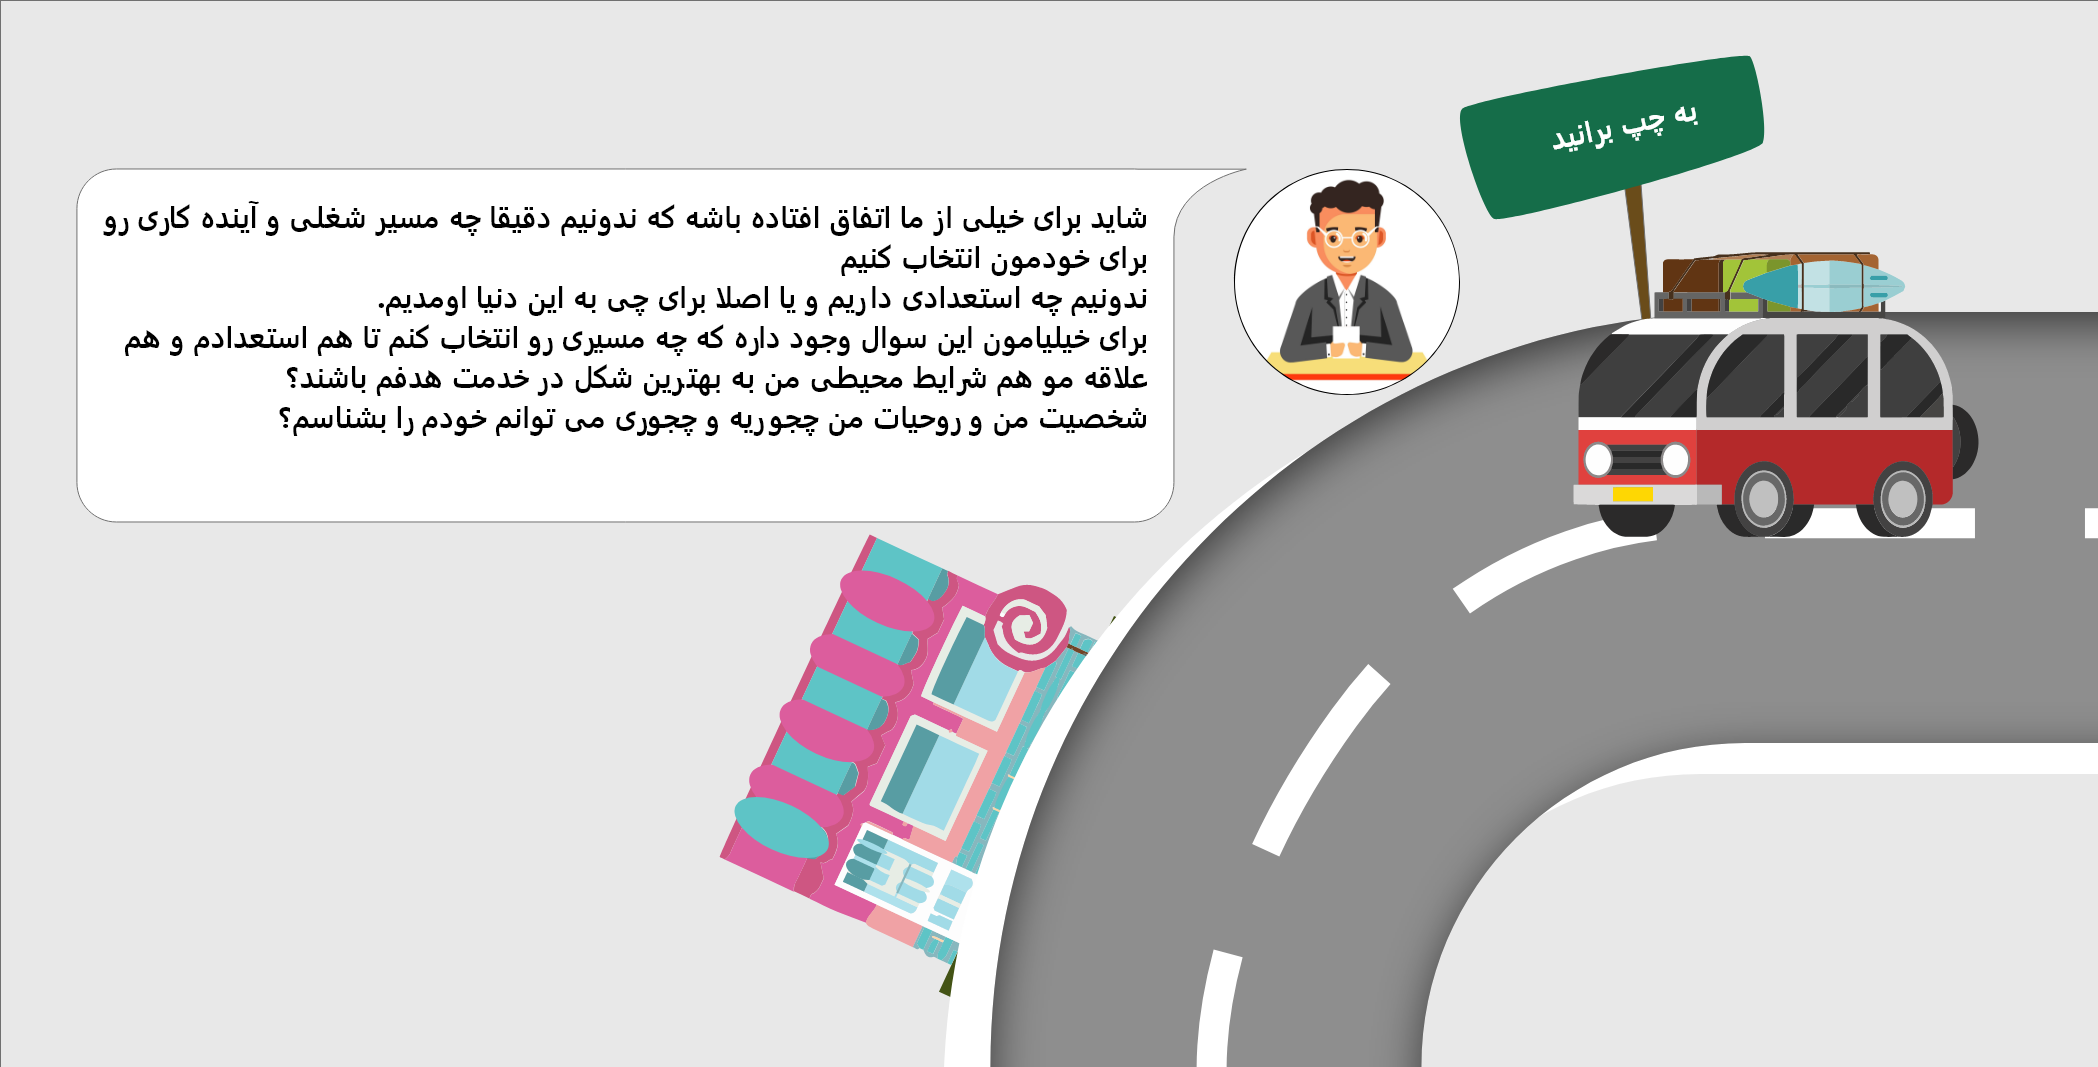 به چپ برانید
شاید برای خیلی از ما اتفاق افتاده باشه که ندونیم دقیقا چه مسیر شغلی و آینده کاری رو
برای خودمون انتخاب کنیم
ندونیم چه استعدادی داریم و یا اصلا برای چی به این دنیا اومدیم.
برای خیلیامون این سوال وجود داره که چه مسیری رو انتخاب کنم تا هم استعدادم و هم
علاقه مو هم شرایط محیطی من به بهترین شکل در خدمت هدفم باشند؟
شخصیت من و روحیات من چجوریه و چجوری می توانم خودم را بشناسم؟